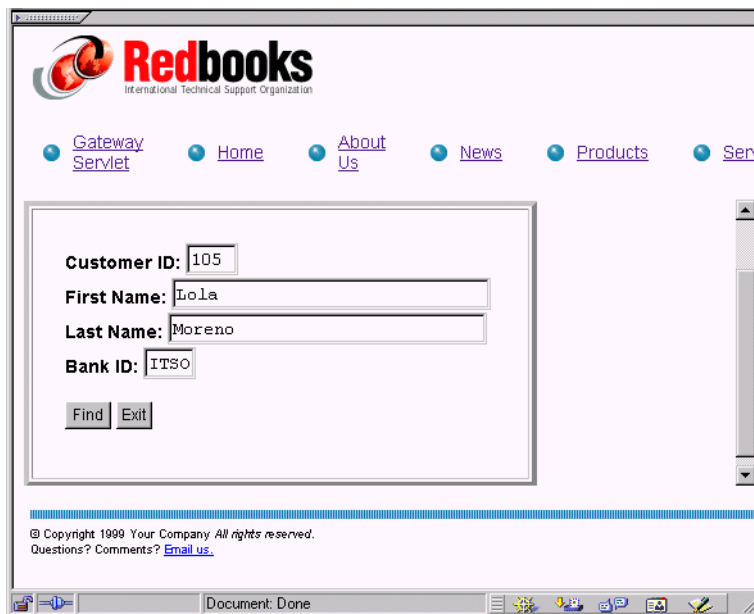 Redbooks
International Technical Support Organization
Gateway Servlet Home About Us News Products
Customer ID: 105
First Name: Lola
Last Name: Moreno
Bank ID: ITSO
Find Exit
© Copyright 1999 Your Company All rights reserved.
Questions? Comments? Email us.
Document: Done